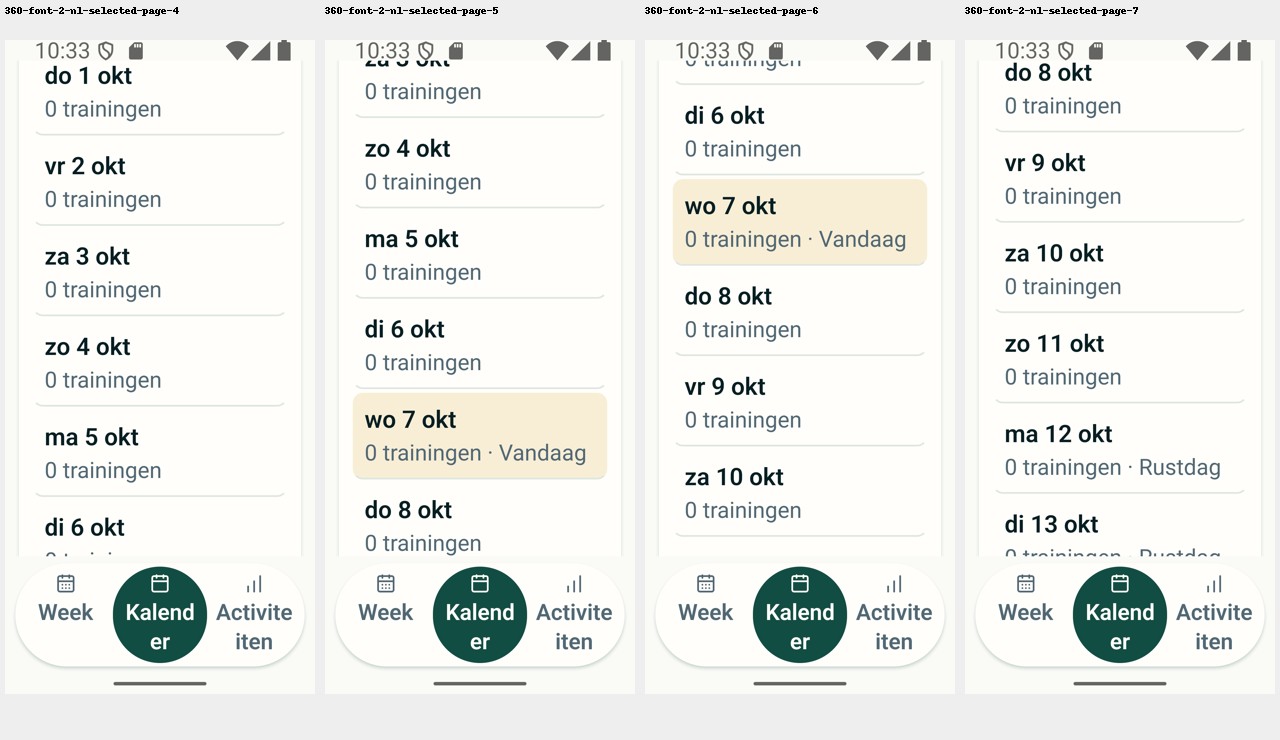 360-font-2-nl-selected-page-4
10:33
do 1 okt
0 trainingen
vr 2 okt
0 trainingen
za 3 okt
0 trainingen
zo 4 okt
0 trainingen
ma 5 okt
0 trainingen
di 6 okt
Week
Kalend
er
Activite
iten
360-font-2-nl-selected-page-5
10:33
za 3 okt
0 trainingen
zo 4 okt
0 trainingen
ma 5 okt
0 trainingen
di 6 okt
0 trainingen
wo 7 okt
0 trainingen · Vandaag
do 8 okt
0 trainingen
Week
Kalend
er
Activite
iten
360-font-2-nl-selected-page-6
10:33
0 trainingen
di 6 okt
0 trainingen
wo 7 okt
0 trainingen · Vandaag
do 8 okt
0 trainingen
vr 9 okt
0 trainingen
za 10 okt
0 trainingen
Week
Kalend
er
Activite
iten
360-font-2-nl-selected-page-7
10:33
do 8 okt
0 trainingen
vr 9 okt
0 trainingen
za 10 okt
0 trainingen
zo 11 okt
0 trainingen
ma 12 okt
0 trainingen · Rustdag
di 13 okt
0 trainingen · Rustdag
Week
Kalend
er
Activite
iten